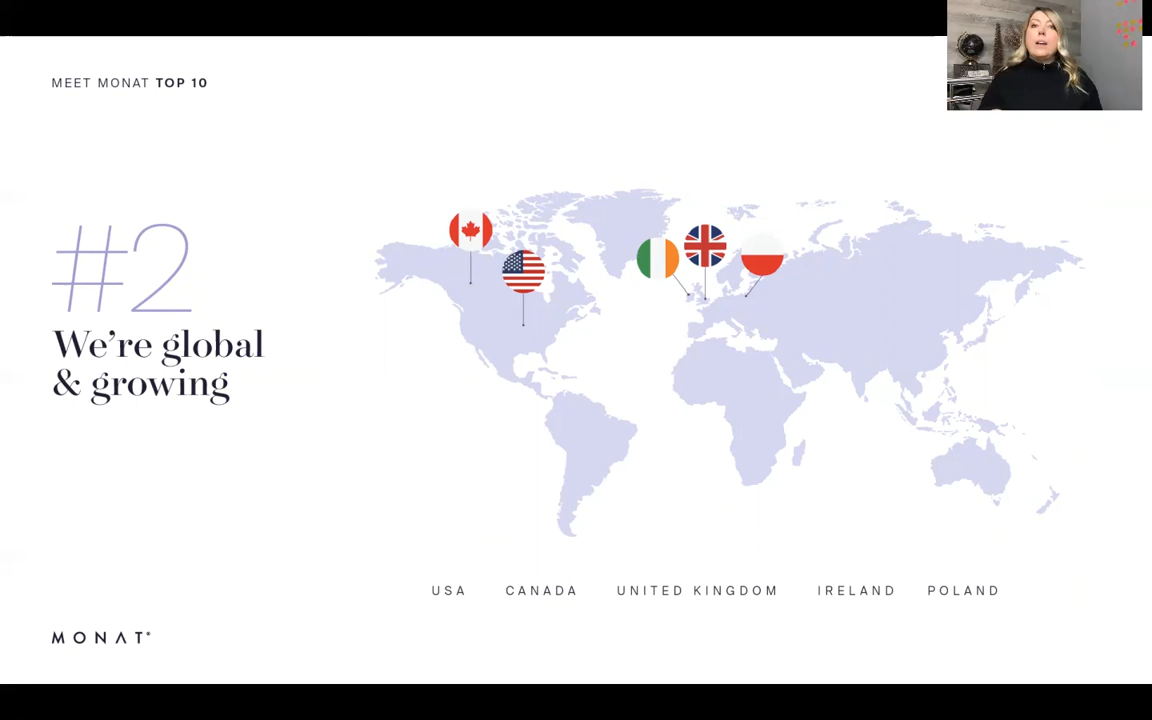 MEET MONAT TOP 10
#2
We're global
& growing
USA CANADA UNITED KINGDOM IRELAND POLAND
MONAT®